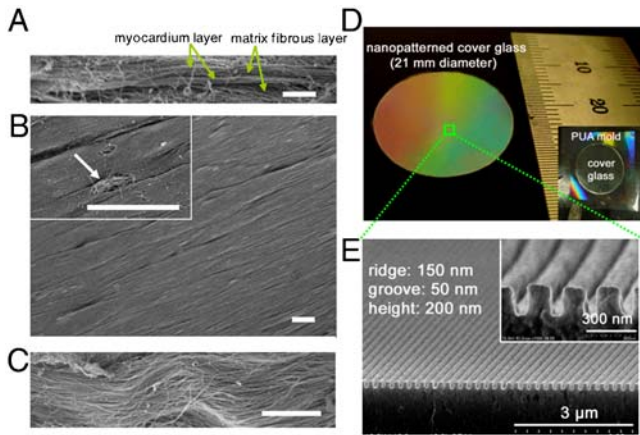 A
myocardium layer
matrix fibrous layer
B
C
D
nanopatterned cover glass
(21 mm diameter)
10
20
PUA mold
cover
glass
E
ridge: 150 nm
groove: 50 nm
height: 200 nm
300 nm
3 µm